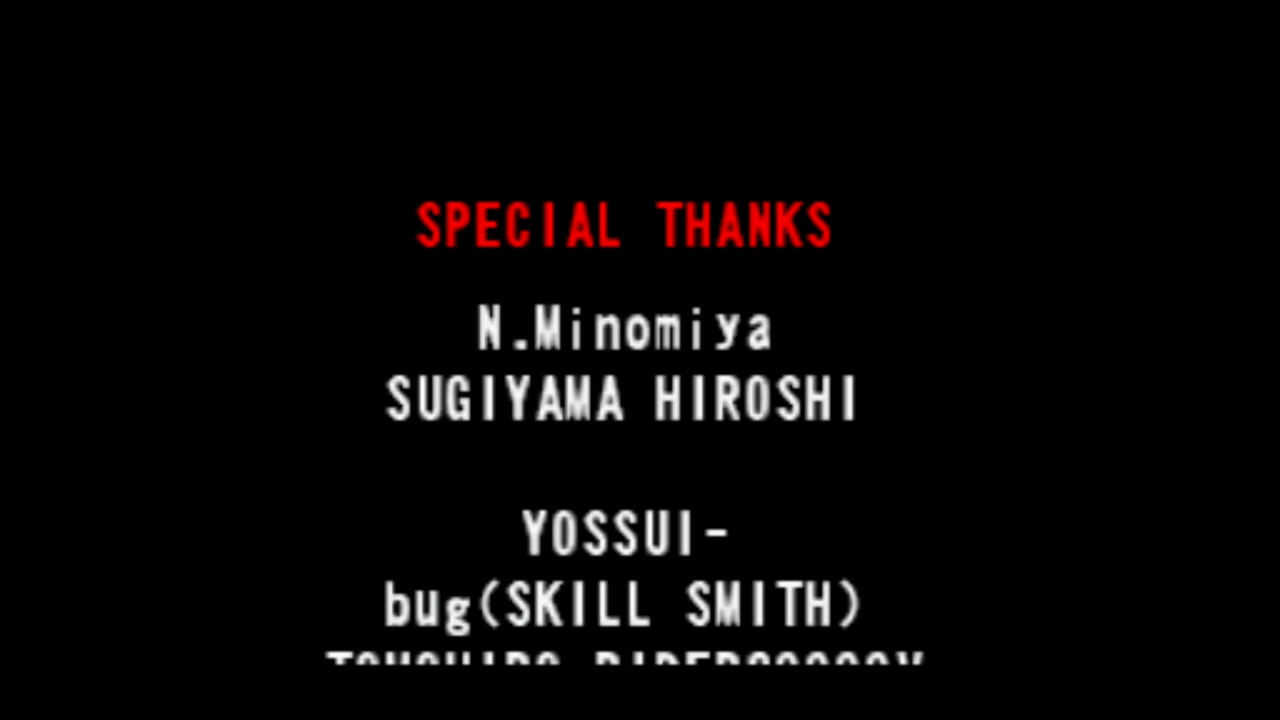 SPECIAL THANKS
N.Minomiya
SUGIYAMA HIROSHI
YOSSUI-
bug(SKILL SMITH)